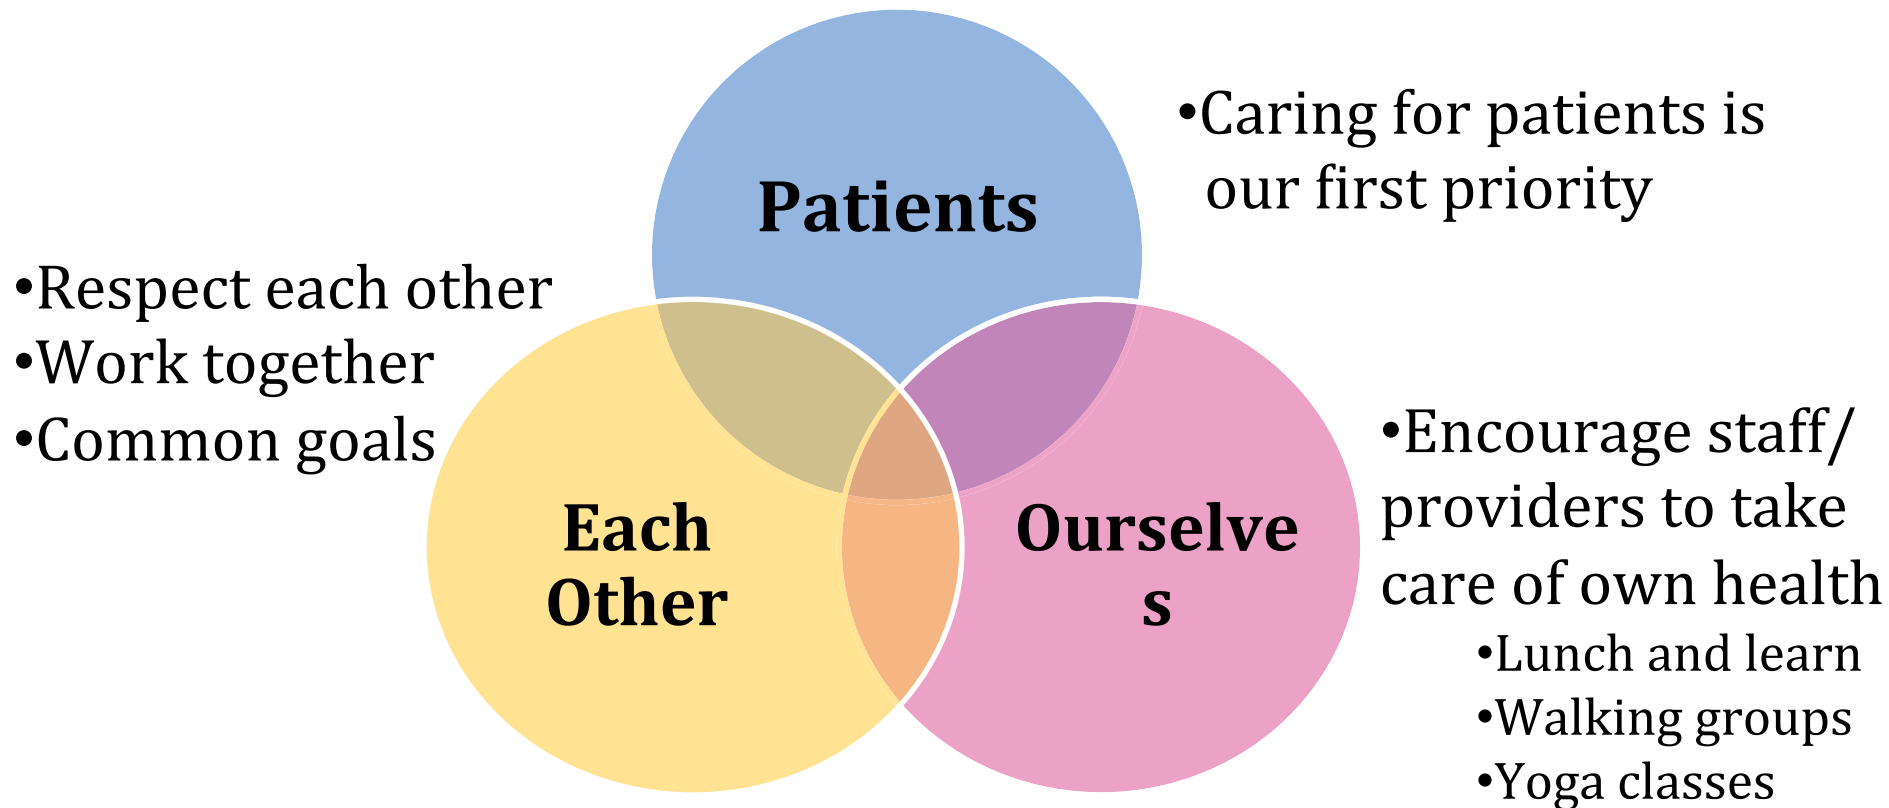 Patients
•Caring for patients is
our first priority
•Respect each other
•Work together
•Common goals
Each
Other
Ourselve
s
•Encourage staff/
providers to take
care of own health
•Lunch and learn
•Walking groups
•Yoga classes